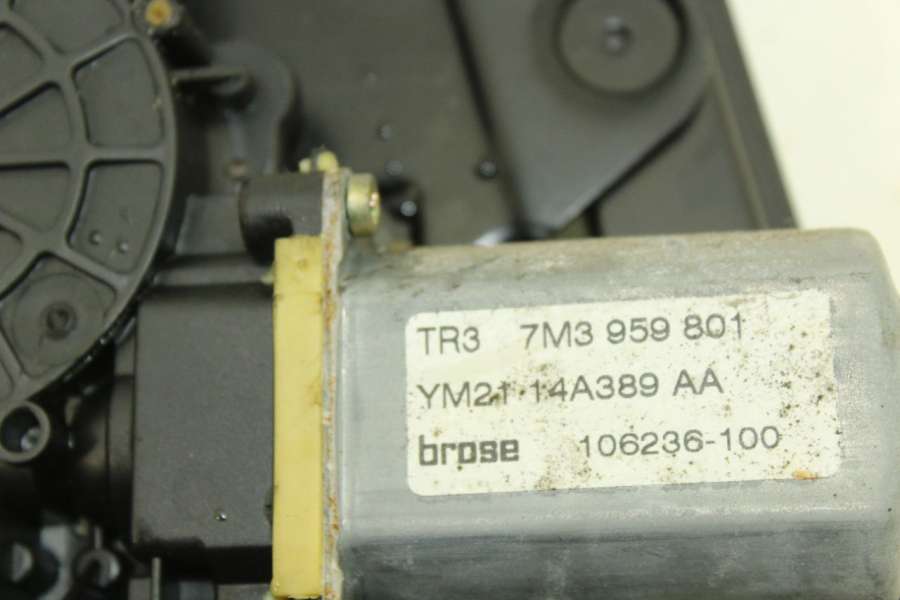 TR3 7M3 959 801
YM21 14A389 AA
brose 106236-100